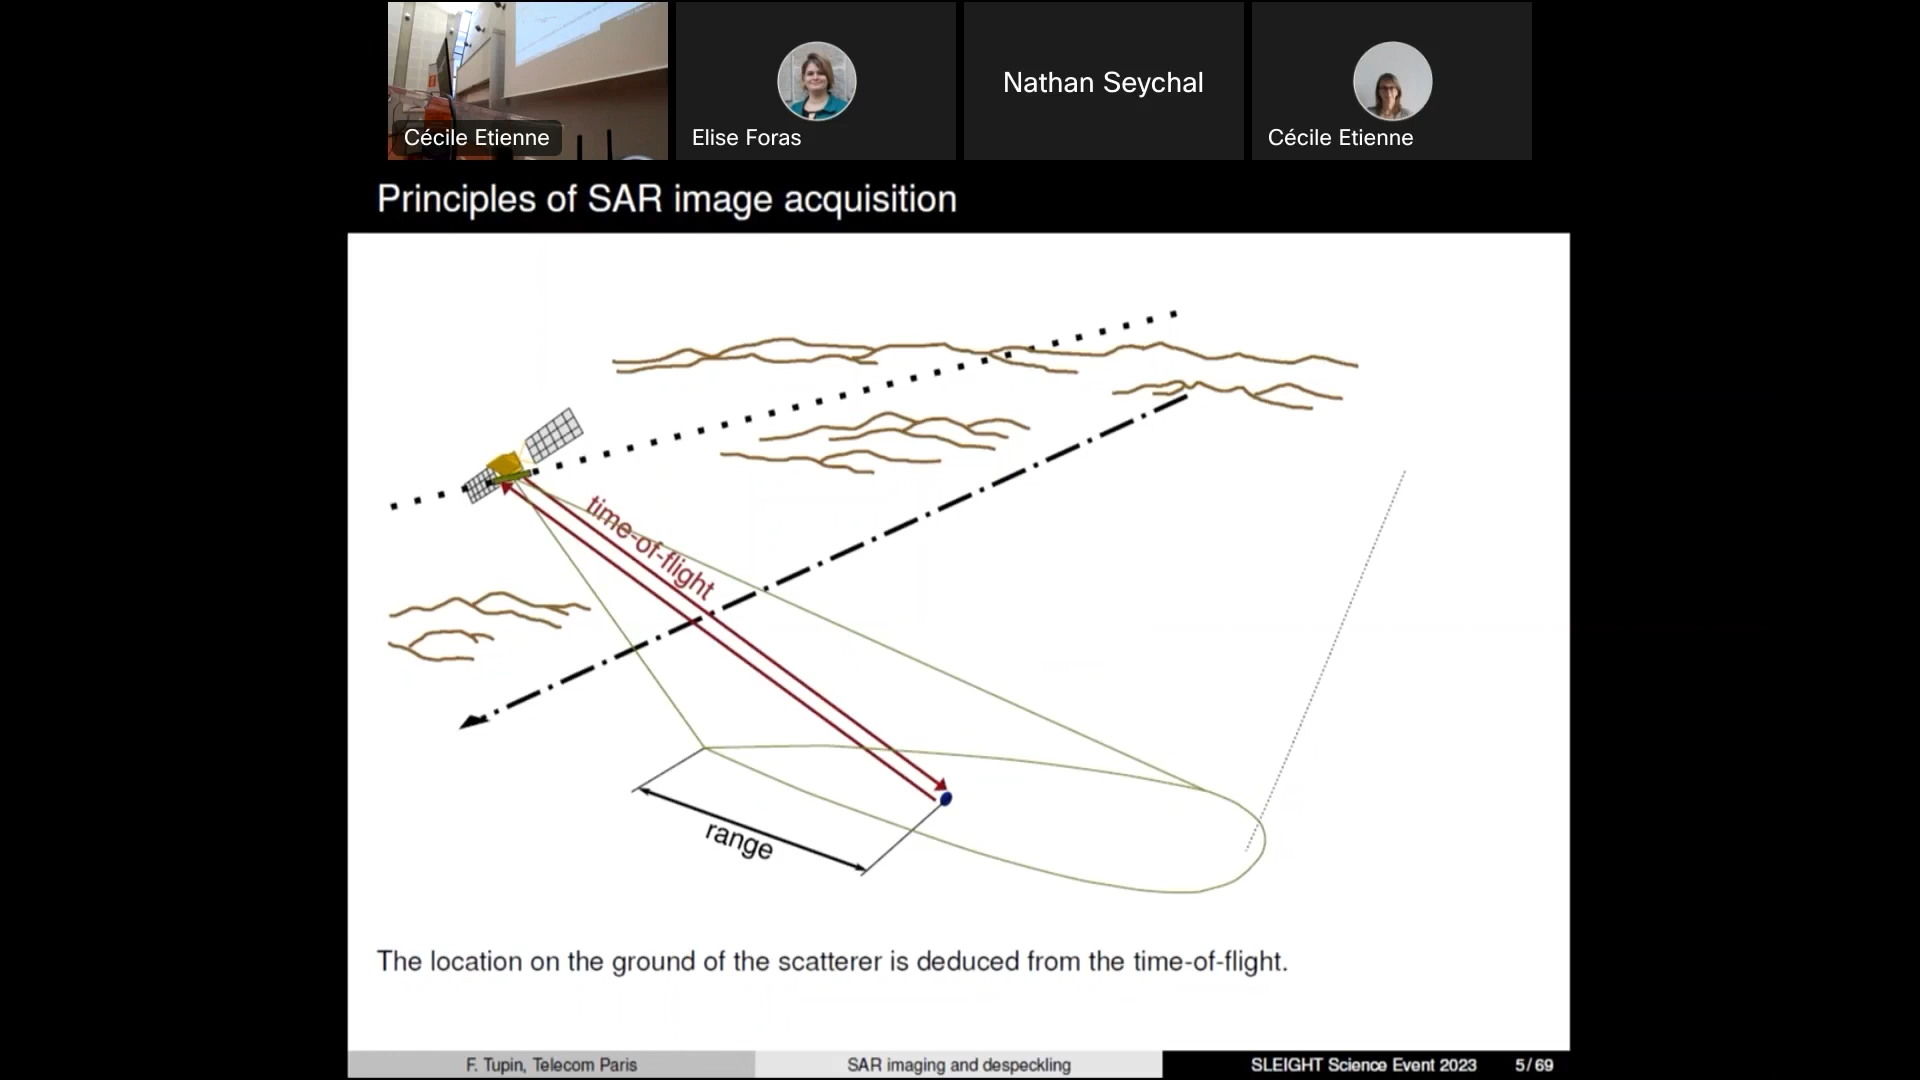 Cécile Etienne
Elise Foras
Nathan Seychal
Cécile Etienne
Principles of SAR image acquisition
time-of-flight
range
The location on the ground of the scatterer is deduced from the time-of-flight.
F. Tupin, Telecom Paris
SAR imaging and despeckling
SLEIGHT Science Event 2023
5/69